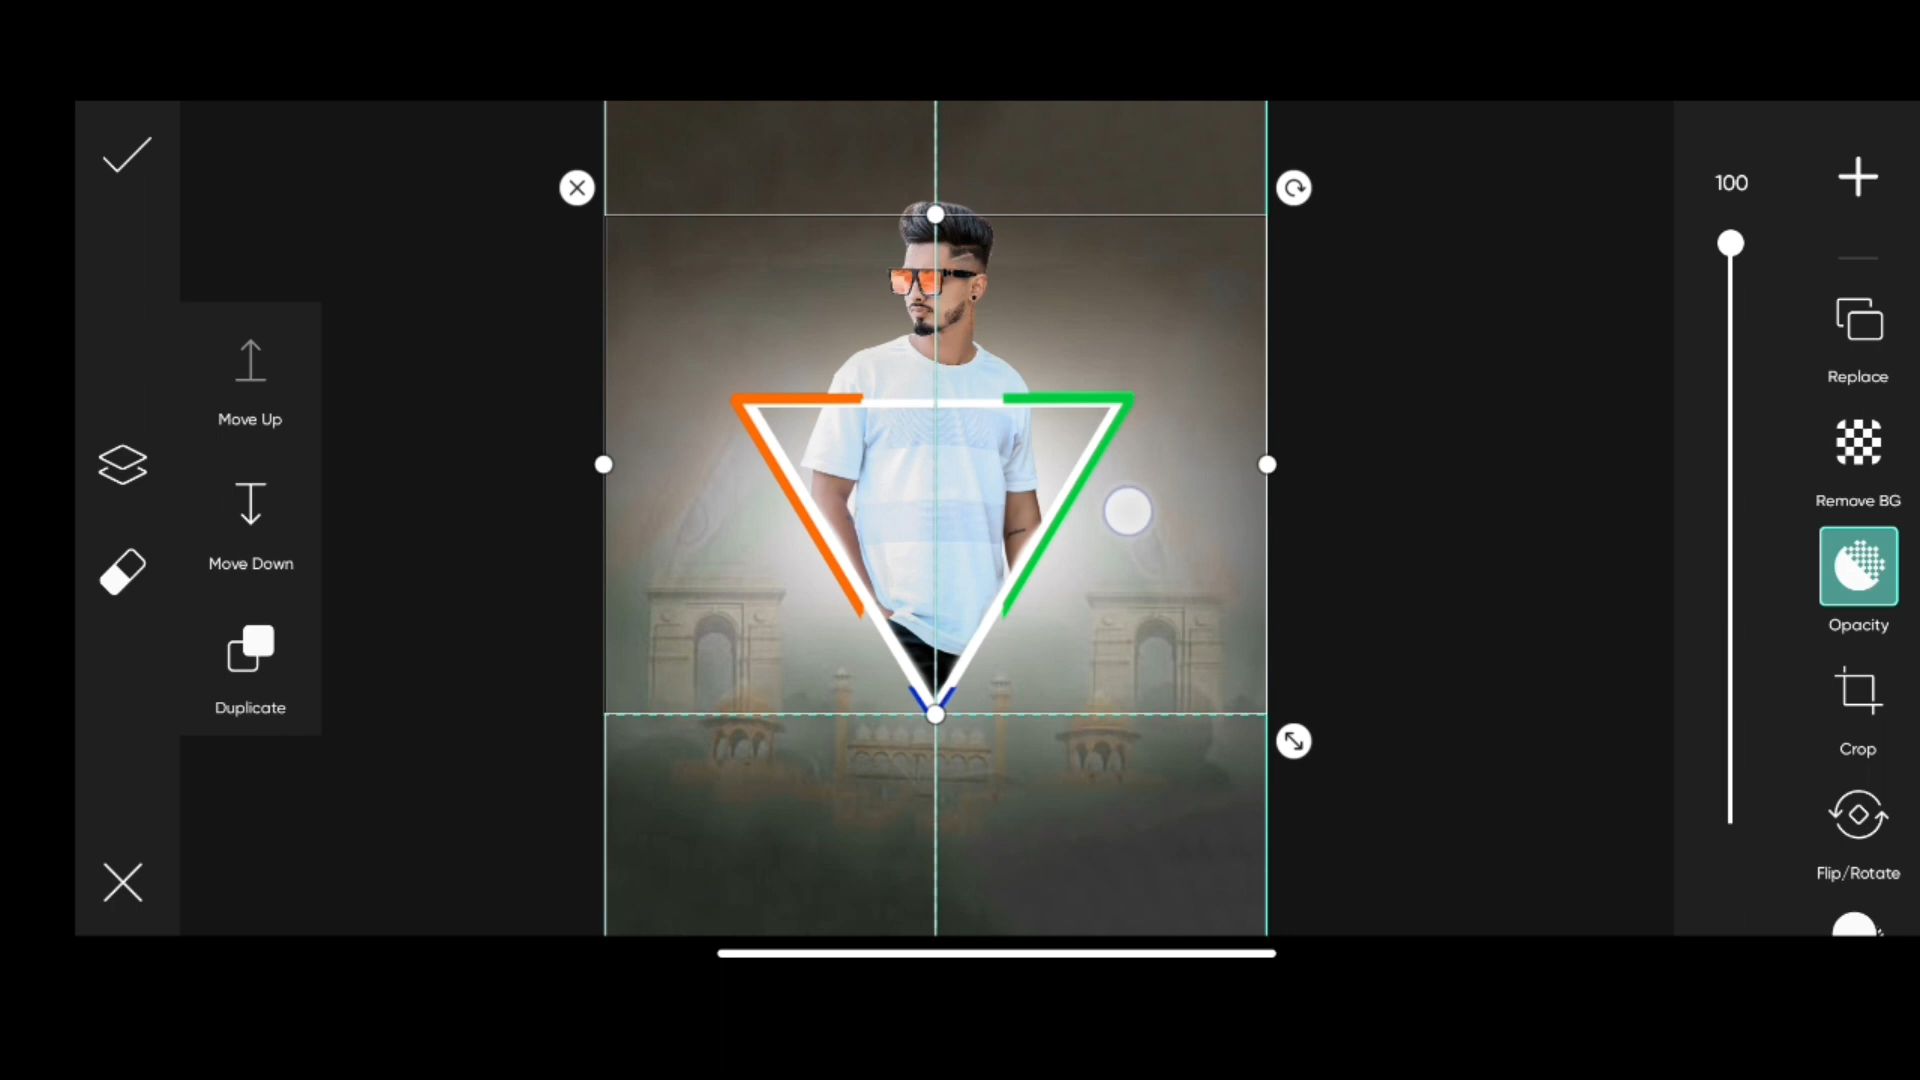 Move Up
Move Down
Duplicate
100
Replace
Remove BG
Opacity
Crop
Flip/Rotate